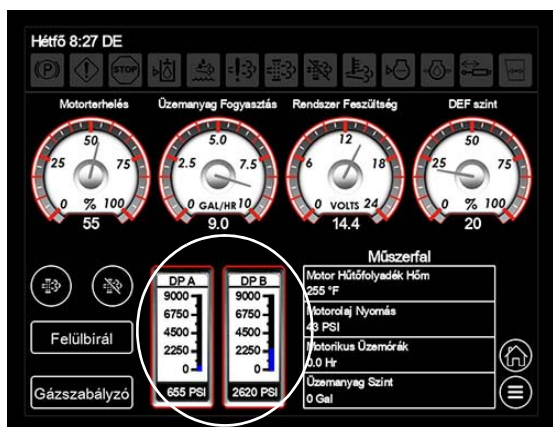 Hétfő 8:27 DE
(P) STOP
Motorterhelés Üzemanyag Fogyasztás Rendszer Feszültség DEF szint
50 5.0 12 50
25 75 2.5 7.5 6 18 25 75
0 % 100 0 GAL/HR 10 0 VOLTS 24 0 % 100
55 9.0 14.4 20
Műszerfal
DP A DP B
9000 9000
6750 6750
4500 4500
2250 2250
0 0
655 PSI 2620 PSI
Motor Hűtőfolyadék Hőm
255 °F
Motorolaj Nyomás
43 PSI
Motorikus Üzemórák
0.0 Hr
Üzemanyag Szint
0 Gal
Felülbirál
Gázszabályzó